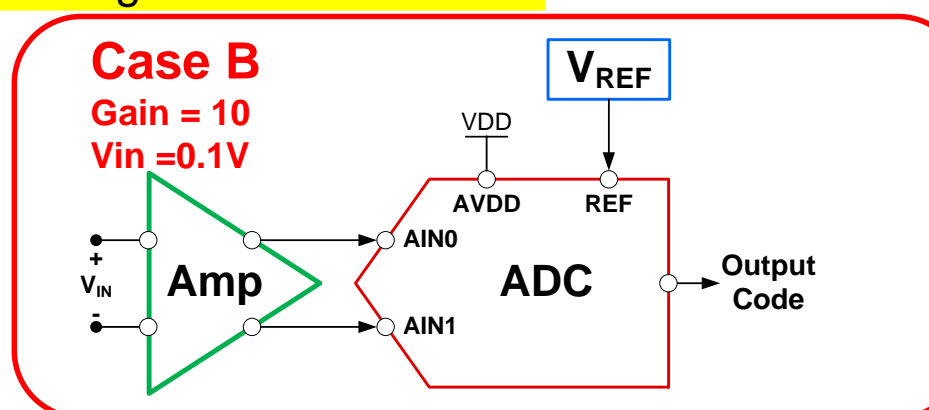 Case B
Gain = 10
Vin =0.1V
VREF
VDD
AVDD
REF
AIN0
+
VIN
-
Amp
ADC
AIN1
Output
Code